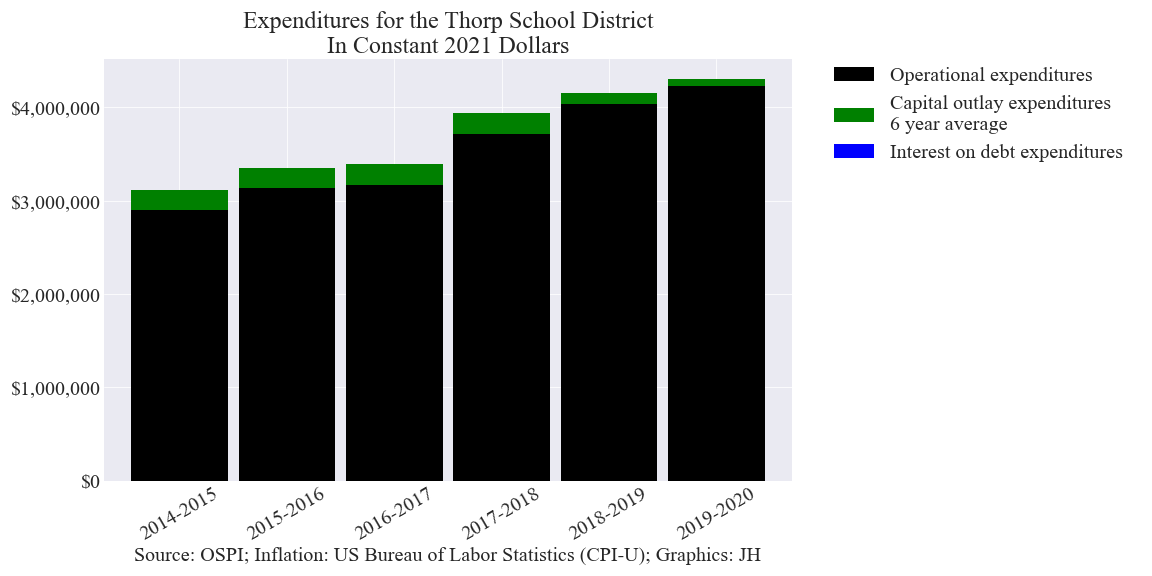 Expenditures for the Thorp School District
In Constant 2021 Dollars
Operational expenditures
Capital outlay expenditures
6 year average
Interest on debt expenditures
$4,000,000
$3,000,000
$2,000,000
$1,000,000
$0
2014-2015
2015-2016
2016-2017
2017-2018
2018-2019
2019-2020
Source: OSPI; Inflation: US Bureau of Labor Statistics (CPI-U); Graphics: JH